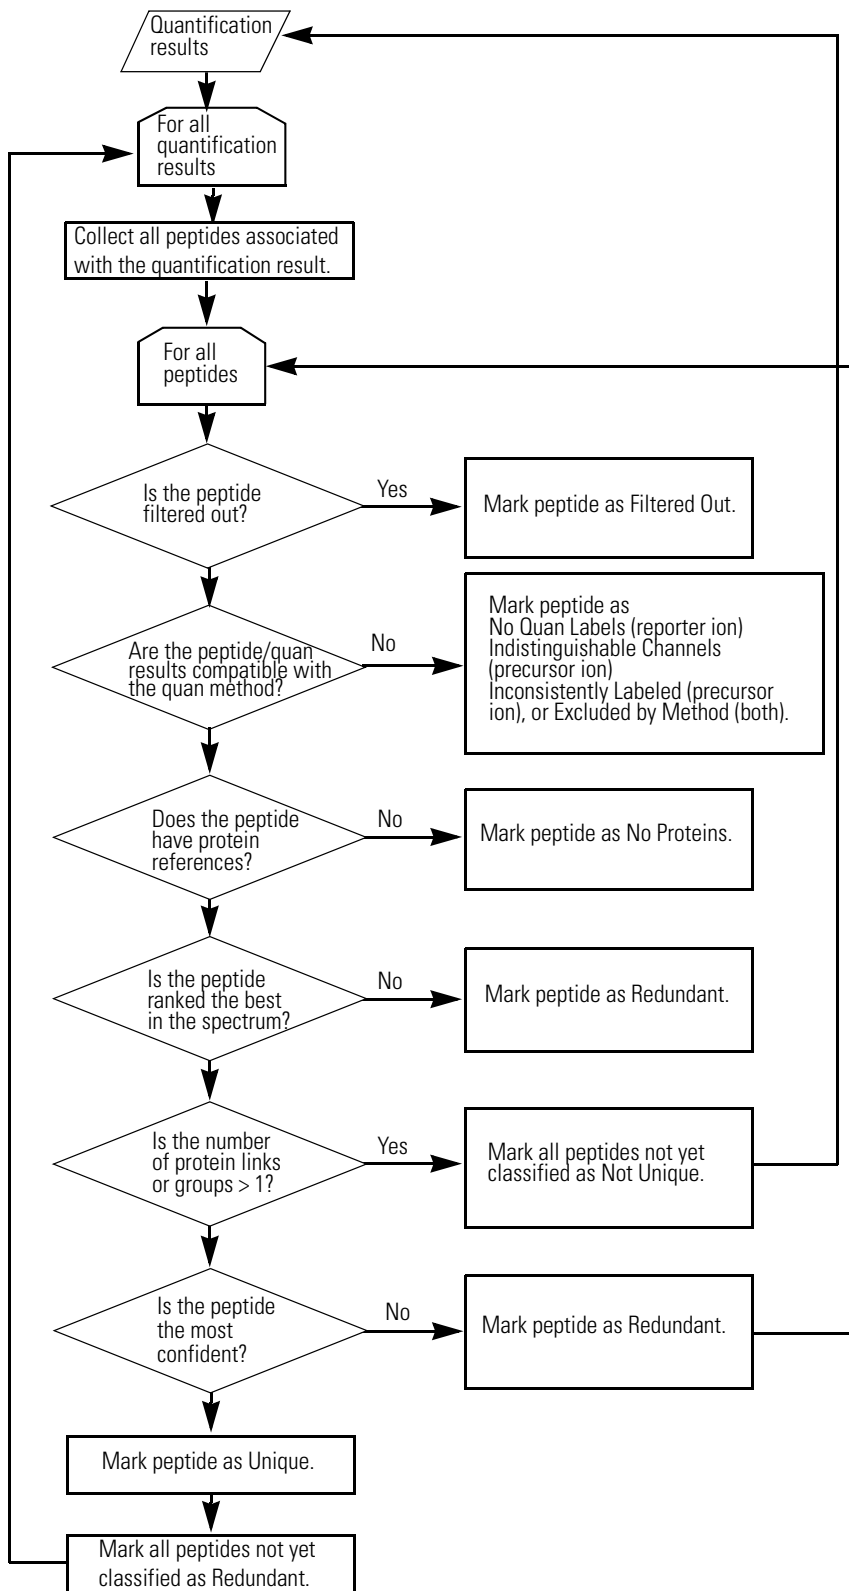 Quantification
results
For all
quantification
results
Collect all peptides associated
with the quantification result.
For all
peptides
Is the peptide
filtered out?
Yes
Mark peptide as Filtered Out.
Are the peptide/quan
results compatible with
the quan method?
No
Mark peptide as
No Quan Labels (reporter ion)
Indistinguishable Channels
(precursor ion)
Inconsistently Labeled (precursor
ion), or Excluded by Method (both).
Does the peptide
have protein
references?
No
Mark peptide as No Proteins.
Is the peptide
ranked the best
in the spectrum?
No
Mark peptide as Redundant.
Is the number
of protein links
or groups > 1?
Yes
Mark all peptides not yet
classified as Not Unique.
Is the peptide
the most
confident?
No
Mark peptide as Redundant.
Mark peptide as Unique.
Mark all peptides not yet
classified as Redundant.